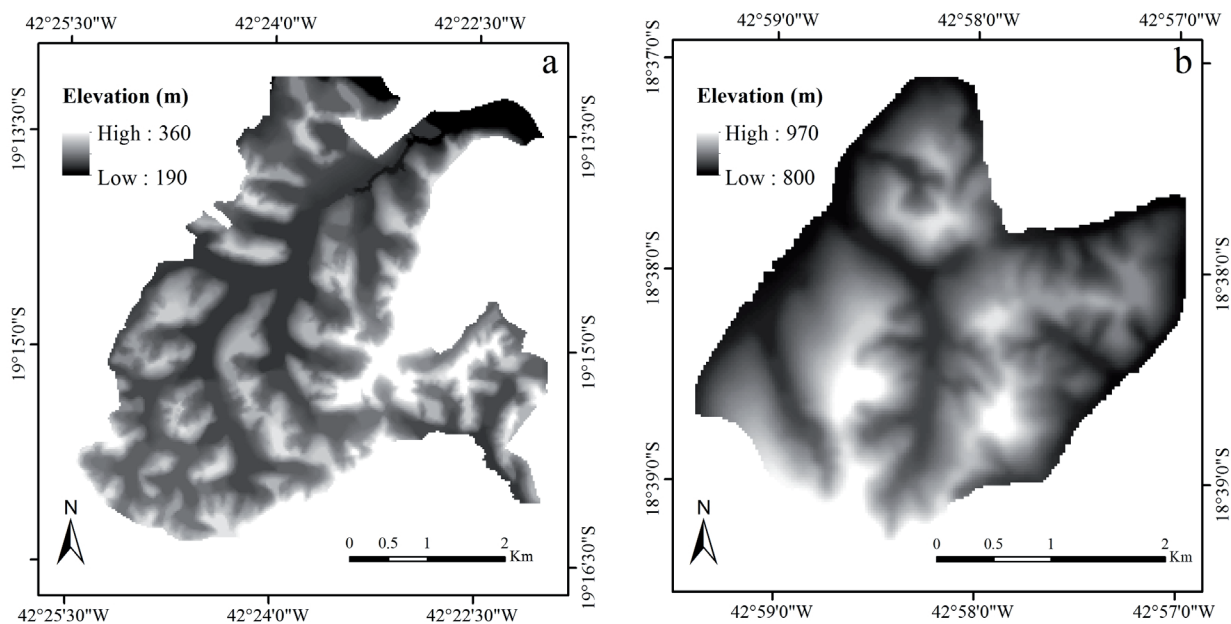 42°25'30"W 42°24'0"W 42°22'30"W
a
Elevation (m)
High : 360
Low : 190
19°13'30"S
19°13'30"S
19°15'0"S
19°15'0"S
19°16'30"S
N
0 0.5 1 2
Km
42°25'30"W 42°24'0"W 42°22'30"W
42°59'0"W 42°58'0"W 42°57'0"W
b
Elevation (m)
High : 970
Low : 800
18°37'0"S
18°38'0"S
18°38'0"S
18°39'0"S
18°39'0"S
N
0 0.5 1 2
Km
42°59'0"W 42°58'0"W 42°57'0"W